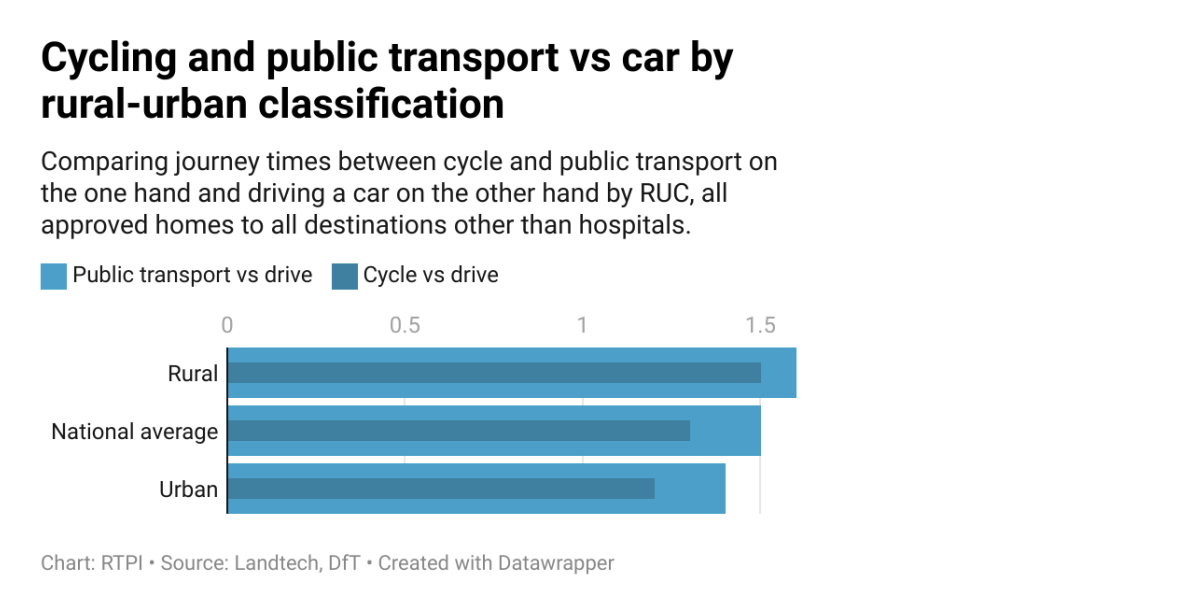 Cycling and public transport vs car by
rural-urban classification
Comparing journey times between cycle and public transport on
the one hand and driving a car on the other hand by RUC, all
approved homes to all destinations other than hospitals.
Public transport vs drive Cycle vs drive
0 0.5 1 1.5
Rural
National average
Urban
Chart: RTPI • Source: Landtech, DfT • Created with Datawrapper